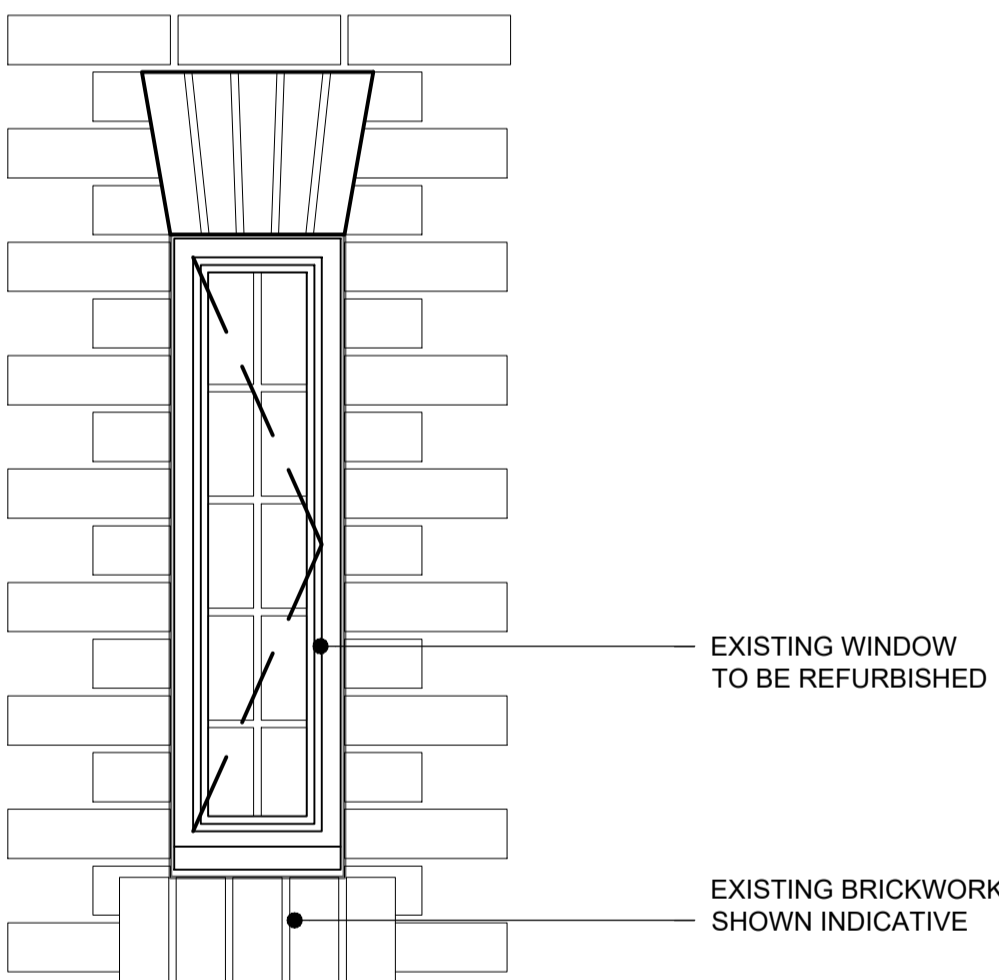 EXISTING WINDOW
TO BE REFURBISHED
EXISTING BRICKWORK
SHOWN INDICATIVE